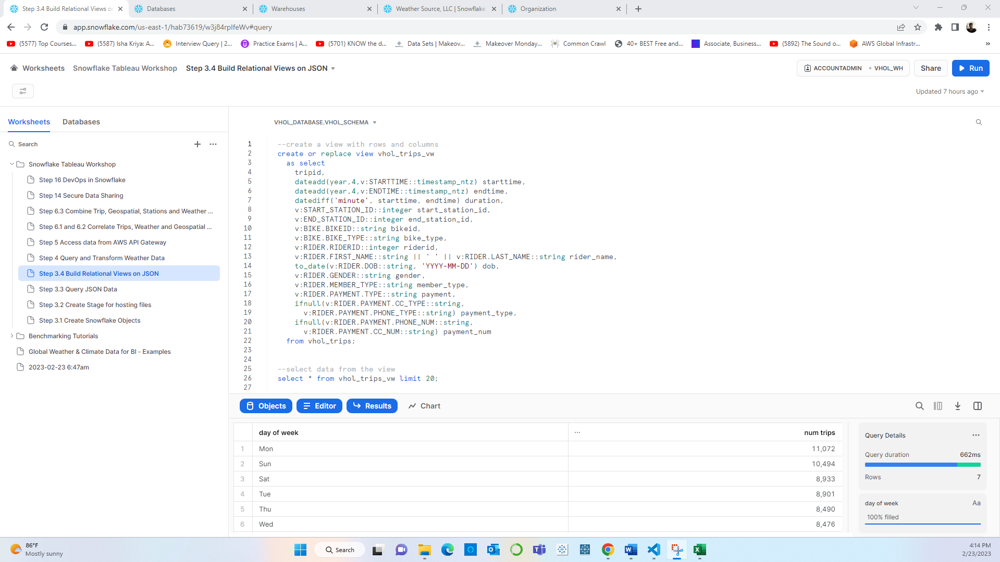 Step 3.4 Build Relational Views or
Databases
Warehouses
Weather Source, LLC | Snowflake
Organization
app.snowflake.com/us-east-1/hab73619/w3j84rplfeWv#query
(5577) Top Courses...
(5587) Isha Kriya: A...
Interview Query | 2...
Practice Exams | A...
(5701) KNOW the d...
Data Sets | Makeov...
Makeover Monday...
Common Crawl
40+ BEST Free and...
Associate, Business...
(5892) The Sound o...
AWS Global Infrastr...
»
Worksheets
Snowflake Tableau Workshop
Step 3.4 Build Relational Views on JSON
ACCOUNTADMIN • VHOL_WH
Share
Run
Updated 7 hours ago
Worksheets
Databases
Search
Snowflake Tableau Workshop
Step 16 DevOps in Snowflake
Step 14 Secure Data Sharing
Step 6.3 Combine Trip, Geospatial, Stations and Weather ...
Step 6.1 and 6.2 Correlate Trips, Weather and Geospatial ...
Step 5 Access data from AWS API Gateway
Step 4 Query and Transform Weather Data
Step 3.4 Build Relational Views on JSON
Step 3.3 Query JSON Data
Step 3.2 Create Stage for hosting files
Step 3.1 Create Snowflake Objects
Benchmarking Tutorials
Global Weather & Climate Data for BI - Examples
2023-02-23 6:47am
VHOL_DATABASE.VHOL_SCHEMA
1 --create a view with rows and columns
2 create or replace view vhol_trips_vw
3 as select
4 tripid,
5 dateadd(year,4,v:STARTTIME::timestamp_ntz) starttime,
6 dateadd(year,4,v:ENDTIME::timestamp_ntz) endtime,
7 datediff('minute', starttime, endtime) duration,
8 v:START_STATION_ID::integer start_station_id,
9 v:END_STATION_ID::integer end_station_id,
10 v:BIKE.BIKEID::string bikeid,
11 v:BIKE.BIKE_TYPE::string bike_type,
12 v:RIDER.RIDERID::integer riderid,
13 v:RIDER.FIRST_NAME::string || ' ' || v:RIDER.LAST_NAME::string rider_name,
14 to_date(v:RIDER.DOB::string, 'YYYY-MM-DD') dob,
15 v:RIDER.GENDER::string gender,
16 v:RIDER.MEMBER_TYPE::string member_type,
17 v:RIDER.PAYMENT.TYPE::string payment,
18 ifnull(v:RIDER.PAYMENT.CC_TYPE::string,
19 v:RIDER.PAYMENT.PHONE_TYPE::string) payment_type,
20 ifnull(v:RIDER.PAYMENT.PHONE_NUM::string,
21 v:RIDER.PAYMENT.CC_NUM::string) payment_num
22 from vhol_trips;
23
24
25 --select data from the view
26 select * from vhol_trips_vw limit 20;
27
Objects
Editor
Results
Chart
day of week ... num trips
1 Mon 11,072
2 Sun 10,494
3 Sat 8,933
4 Tue 8,901
5 Thu 8,490
6 Wed 8,476
Query Details ...
Query duration 662ms
Rows 7
day of week Aa
100% filled
86°F
Mostly sunny
Search
4:14 PM
2/23/2023